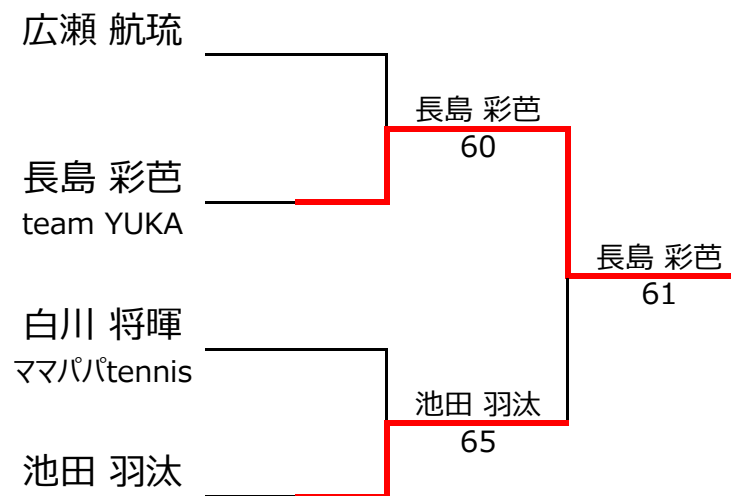 広瀬 航琉
長島 彩芭
60
長島 彩芭
team YUKA
長島 彩芭
61
白川 将暉
ママパパtennis
池田 羽汰
65
池田 羽汰